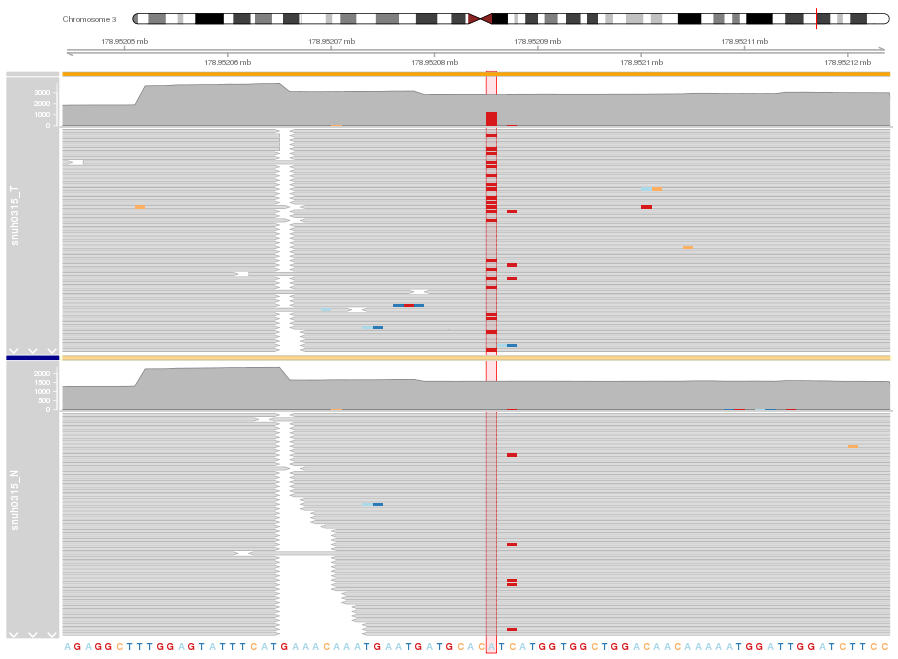 Chromosome 3
178.95205 mb
178.95207 mb
178.95209 mb
178.95211 mb
178.95206 mb
178.95208 mb
178.9521 mb
178.95212 mb
snuh0315_T
3000
2000
1000
0
snuh0315_N
2000
1500
1000
500
0
A G A G G C T T T G G A G T A T T T C A T G A A A C A A A T G A A T G A T G C A C A T C A T G G T G G C T G G A C A A C A A A A A T G G A T T G G A T C T T C C